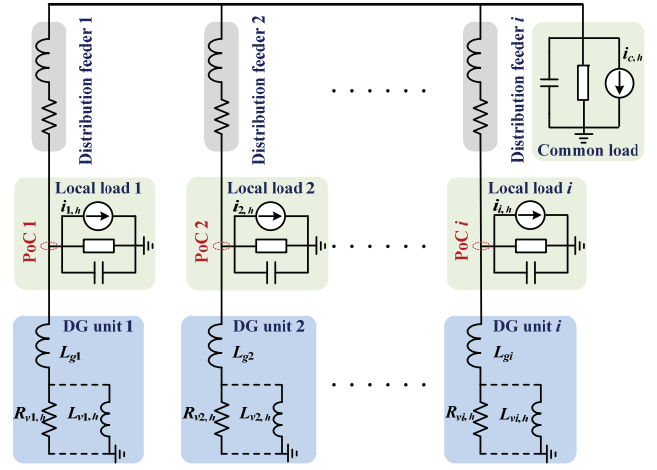 Distribution feeder 1
Distribution feeder 2
Distribution feeder i
i_{c,h}
Common load
Local load 1
i_{1,h}
PoC 1
Local load 2
i_{2,h}
PoC 2
Local load i
i_{i,h}
PoC i
DG unit 1
L_{g1}
R_{v1,h}
L_{v1,h}
DG unit 2
L_{g2}
R_{v2,h}
L_{v2,h}
DG unit i
L_{gi}
R_{vi,h}
L_{vi,h}